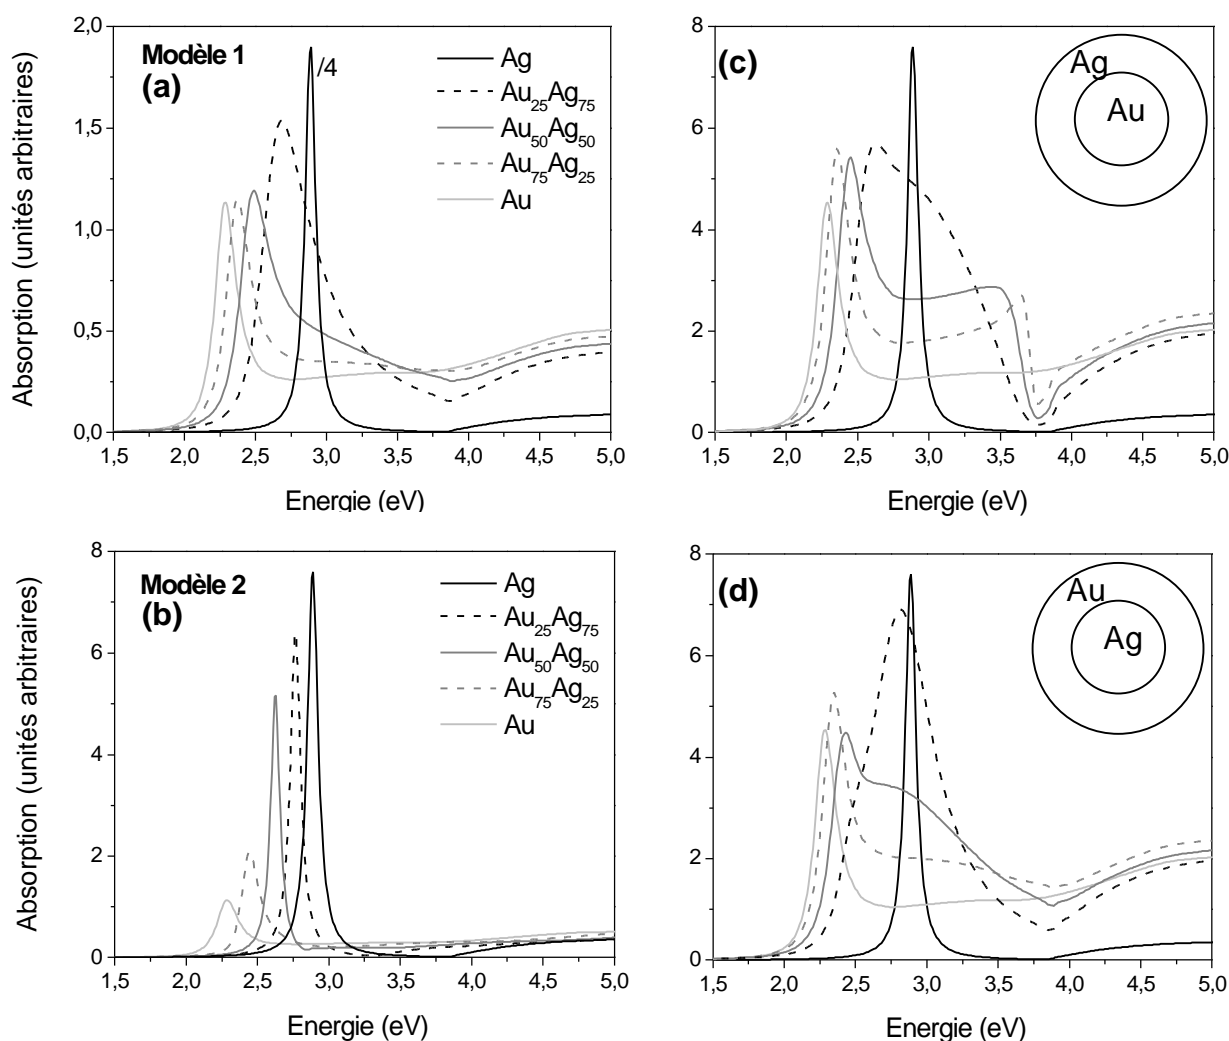 Absorption (unités arbitraires)
2,0
1,5
1,0
0,5
0,0
Modèle 1
(a)
/4
Ag
Au25Ag75
Au50Ag50
Au75Ag25
Au
1,5 2,0 2,5 3,0 3,5 4,0 4,5 5,0
Energie (eV)
8
6
4
2
0
(c)
Ag
Au
1,5 2,0 2,5 3,0 3,5 4,0 4,5 5,0
Energie (eV)
Absorption (unités arbitraires)
8
6
4
2
0
Modèle 2
(b)
Ag
Au25Ag75
Au50Ag50
Au75Ag25
Au
1,5 2,0 2,5 3,0 3,5 4,0 4,5 5,0
Energie (eV)
8
6
4
2
0
(d)
Au
Ag
1,5 2,0 2,5 3,0 3,5 4,0 4,5 5,0
Energie (eV)